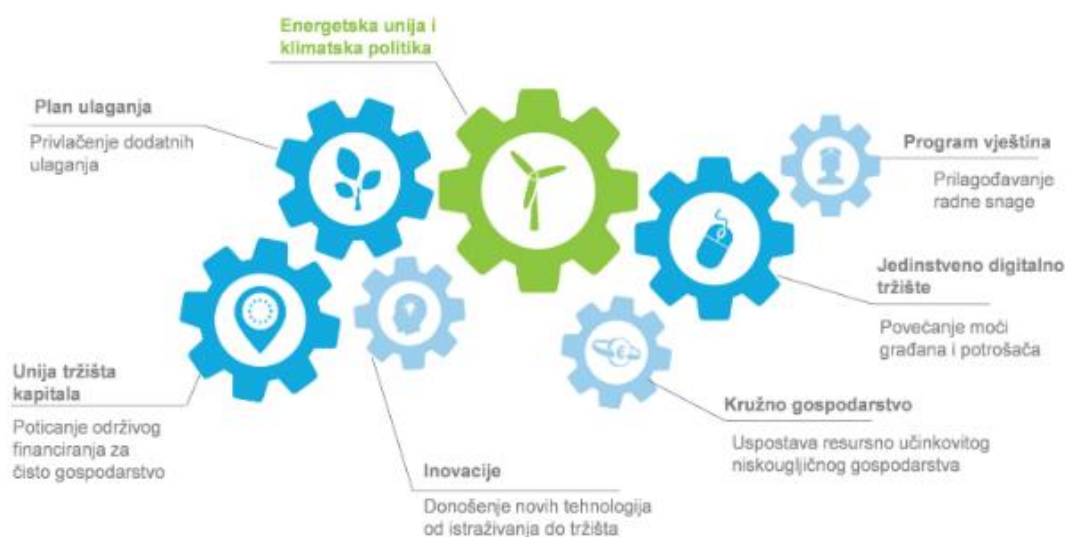 Energetska unija i
klimatska politika
Plan ulaganja
Privlačenje dodatnih
ulaganja
Program vještina
Prilagođavanje
radne snage
Jedinstveno digitalno
tržište
Povećanje moći
građana i potrošača
Unija tržišta
kapitala
Poticanje održivog
financiranja za
čisto gospodarstvo
Kružno gospodarstvo
Uspostava resursno učinkovitog
niskougljičnog gospodarstva
Inovacije
Donošenje novih tehnologija
od istraživanja do tržišta